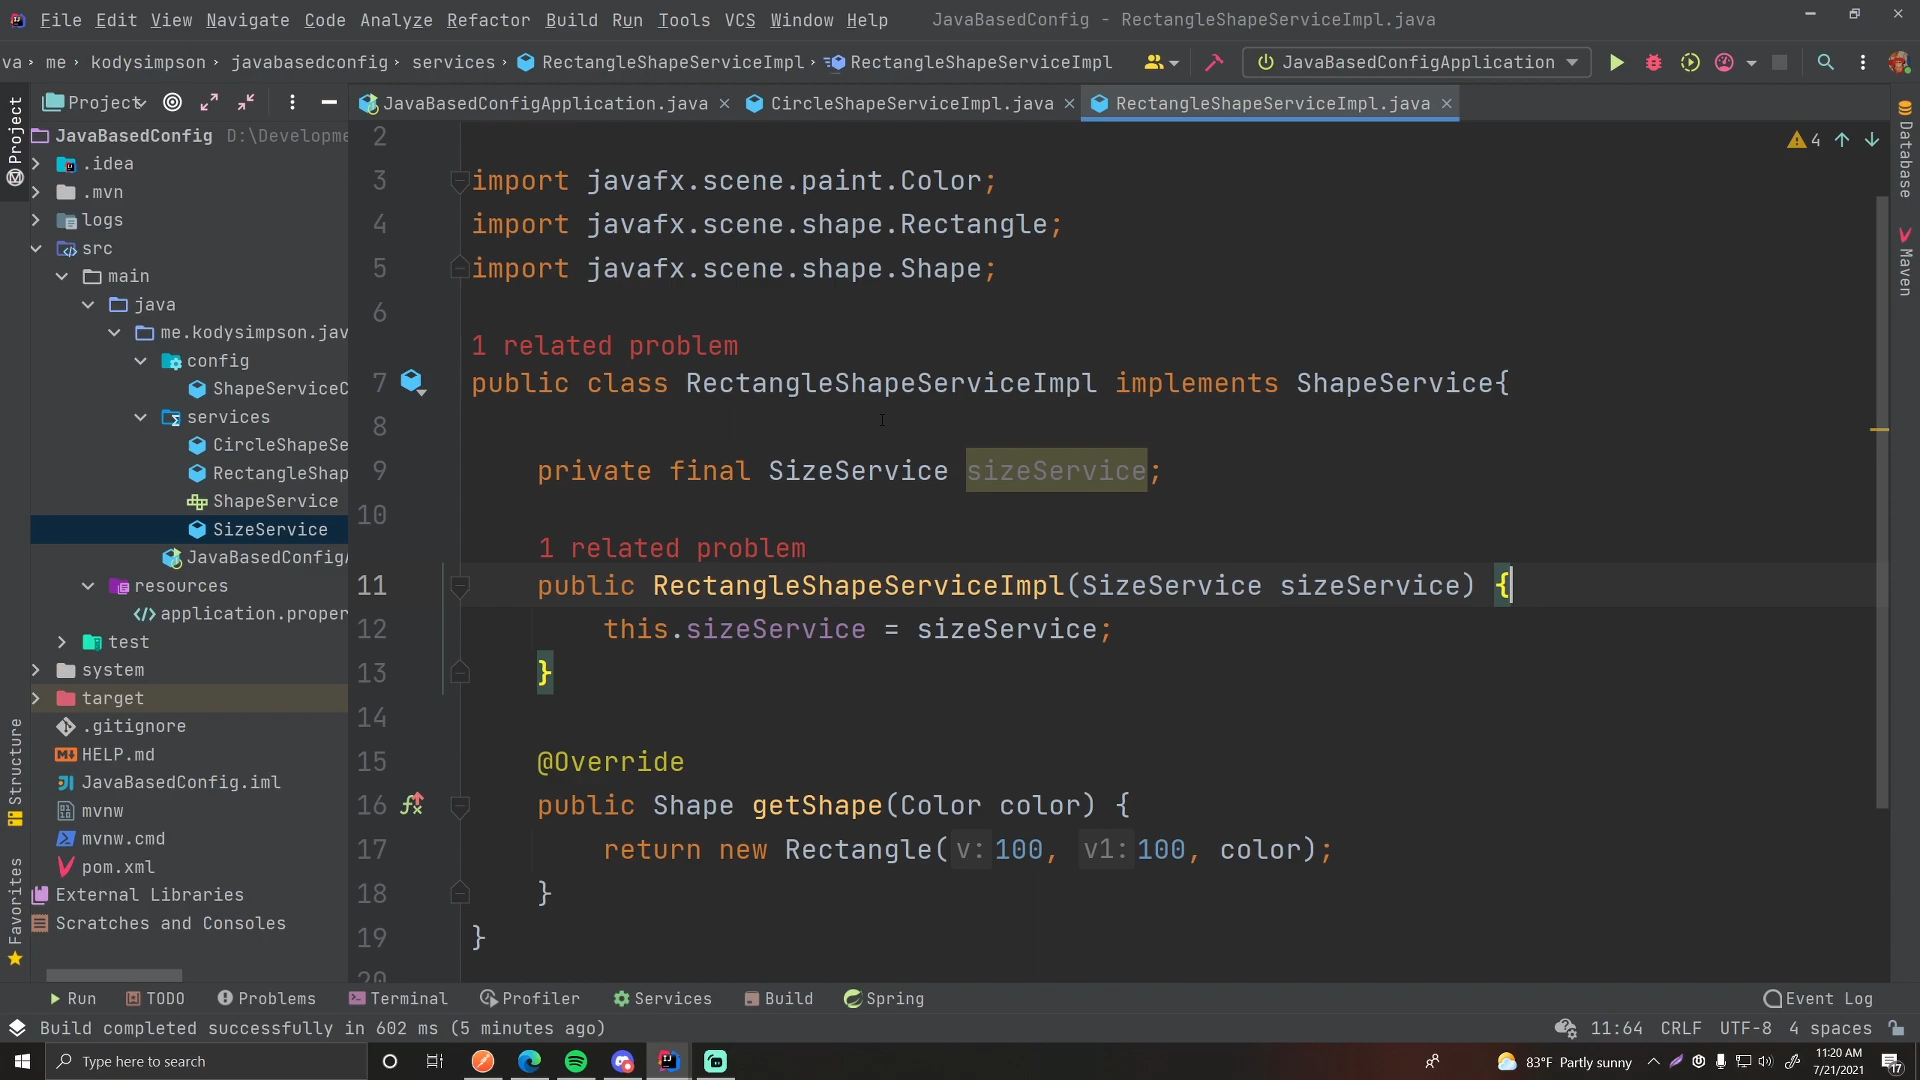 File Edit View Navigate Code Analyze Refactor Build Run Tools VCS Window Help JavaBasedConfig - RectangleShapeServiceImpl.java
va › me › kodysimpson › javabasedconfig › services › RectangleShapeServiceImpl › RectangleShapeServiceImpl JavaBasedConfigApplication
Project JavaBasedConfigApplication.java CircleShapeServiceImpl.java RectangleShapeServiceImpl.java
Project
Structure
Favorites
Database
Maven
JavaBasedConfig D:\Developme
.idea
.mvn
logs
src
main
java
me.kodysimpson.jav
config
ShapeServiceC
services
CircleShapeSe
RectangleShap
ShapeService
SizeService
JavaBasedConfigA
resources
application.proper
test
system
target
.gitignore
HELP.md
JavaBasedConfig.iml
mvnw
mvnw.cmd
pom.xml
External Libraries
Scratches and Consoles
4
2
3 import javafx.scene.paint.Color;
4 import javafx.scene.shape.Rectangle;
5 import javafx.scene.shape.Shape;
6
1 related problem
7 public class RectangleShapeServiceImpl implements ShapeService{
8
9 private final SizeService sizeService;
10
1 related problem
11 public RectangleShapeServiceImpl(SizeService sizeService) {
12 this.sizeService = sizeService;
13 }
14
15 @Override
16 public Shape getShape(Color color) {
17 return new Rectangle( v: 100, v1: 100, color);
18 }
19 }
20
Run TODO Problems Terminal Profiler Services Build Spring Event Log
Build completed successfully in 602 ms (5 minutes ago) 11:64 CRLF UTF-8 4 spaces
Type here to search 83°F Partly sunny 11:20 AM
7/21/2021 17